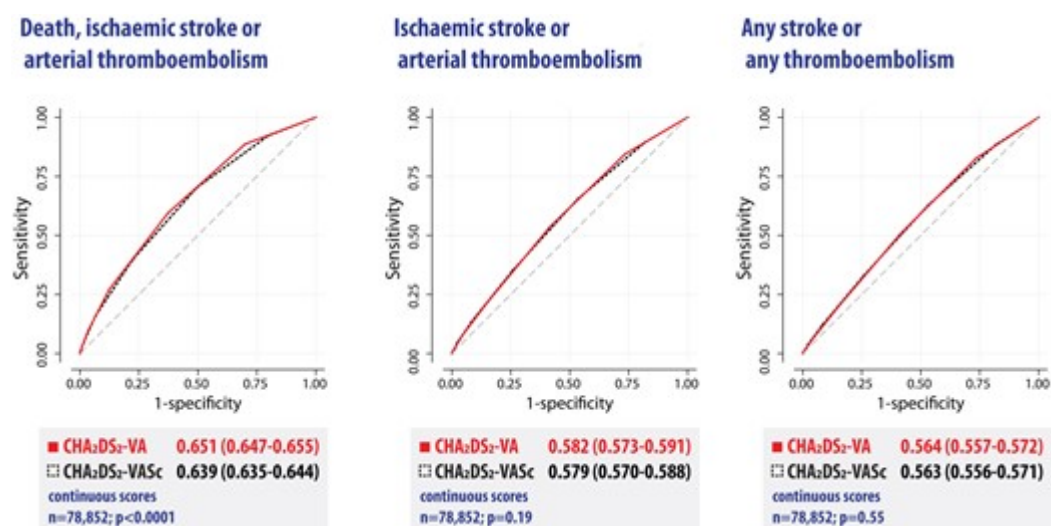 Death, ischaemic stroke or
arterial thromboembolism
Sensitivity
1.00
0.75
0.50
0.25
0.00
0.00 0.25 0.50 0.75 1.00
1-specificity
CHA₂DS₂-VA 0.651 (0.647-0.655)
CHA₂DS₂-VASc 0.639 (0.635-0.644)
continuous scores
n=78,852; p<0.0001
Ischaemic stroke or
arterial thromboembolism
Sensitivity
1.00
0.75
0.50
0.25
0.00
0.00 0.25 0.50 0.75 1.00
1-specificity
CHA₂DS₂-VA 0.582 (0.573-0.591)
CHA₂DS₂-VASc 0.579 (0.570-0.588)
continuous scores
n=78,852; p=0.19
Any stroke or
any thromboembolism
Sensitivity
1.00
0.75
0.50
0.25
0.00
0.00 0.25 0.50 0.75 1.00
1-specificity
CHA₂DS₂-VA 0.564 (0.557-0.572)
CHA₂DS₂-VASc 0.563 (0.556-0.571)
continuous scores
n=78,852; p=0.55